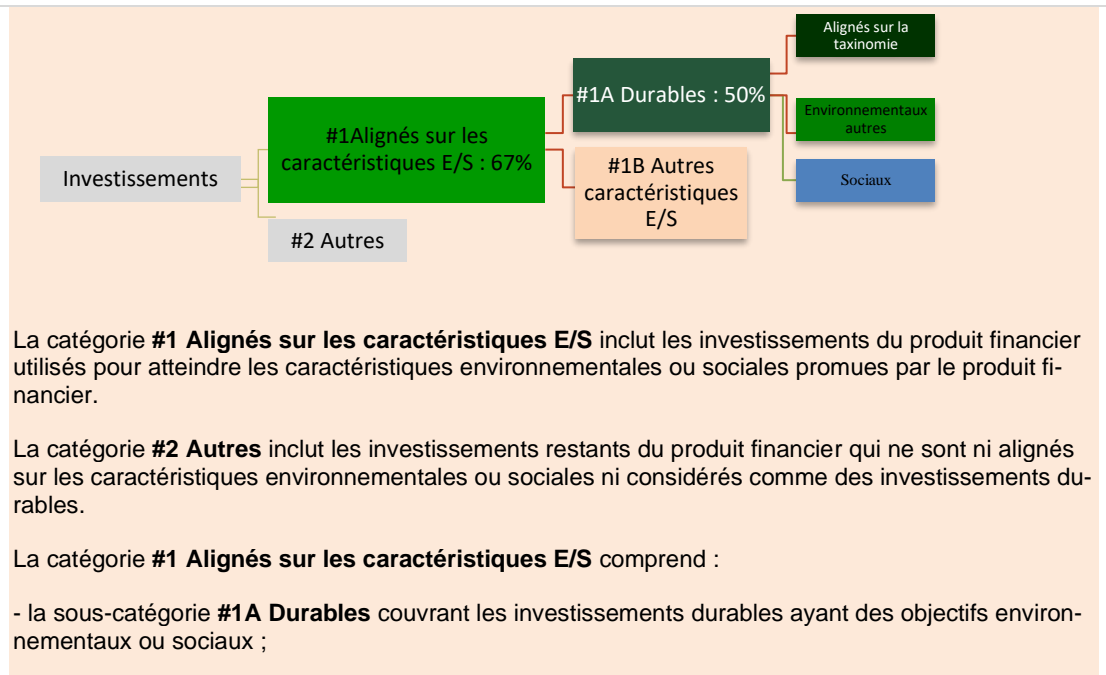 Alignés sur la
taxinomie
#1A Durables : 50%
Environnementaux
autres
#1Alignés sur les
caractéristiques E/S : 67%
#1B Autres
caractéristiques
E/S
Investissements
Sociaux
#2 Autres
La catégorie #1 Alignés sur les caractéristiques E/S inclut les investissements du produit financier
utilisés pour atteindre les caractéristiques environnementales ou sociales promues par le produit fi-
nancier.
La catégorie #2 Autres inclut les investissements restants du produit financier qui ne sont ni alignés
sur les caractéristiques environnementales ou sociales ni considérés comme des investissements du-
rables.
La catégorie #1 Alignés sur les caractéristiques E/S comprend :
- la sous-catégorie #1A Durables couvrant les investissements durables ayant des objectifs environ-
nementaux ou sociaux ;